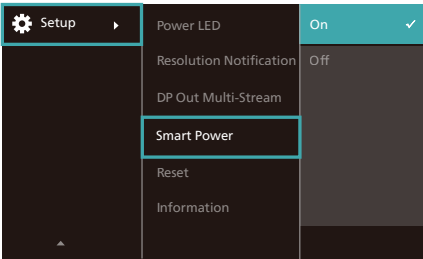 Setup
Power LED
Resolution Notification
DP Out Multi-Stream
Smart Power
Reset
Information
On
Off